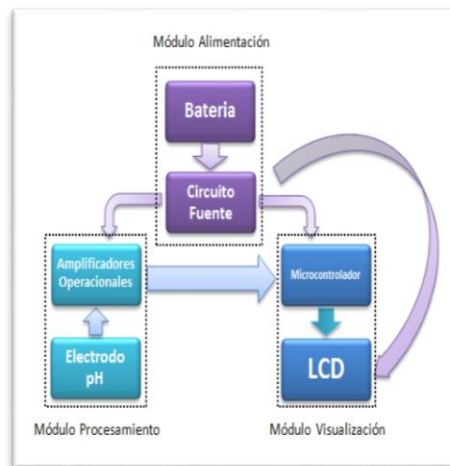 Módulo Alimentación
Bateria
Circuito
Fuente
Amplificadores
Operacionales
Microcontrolador
Electrodo
pH
LCD
Módulo Procesamiento
Módulo Visualización